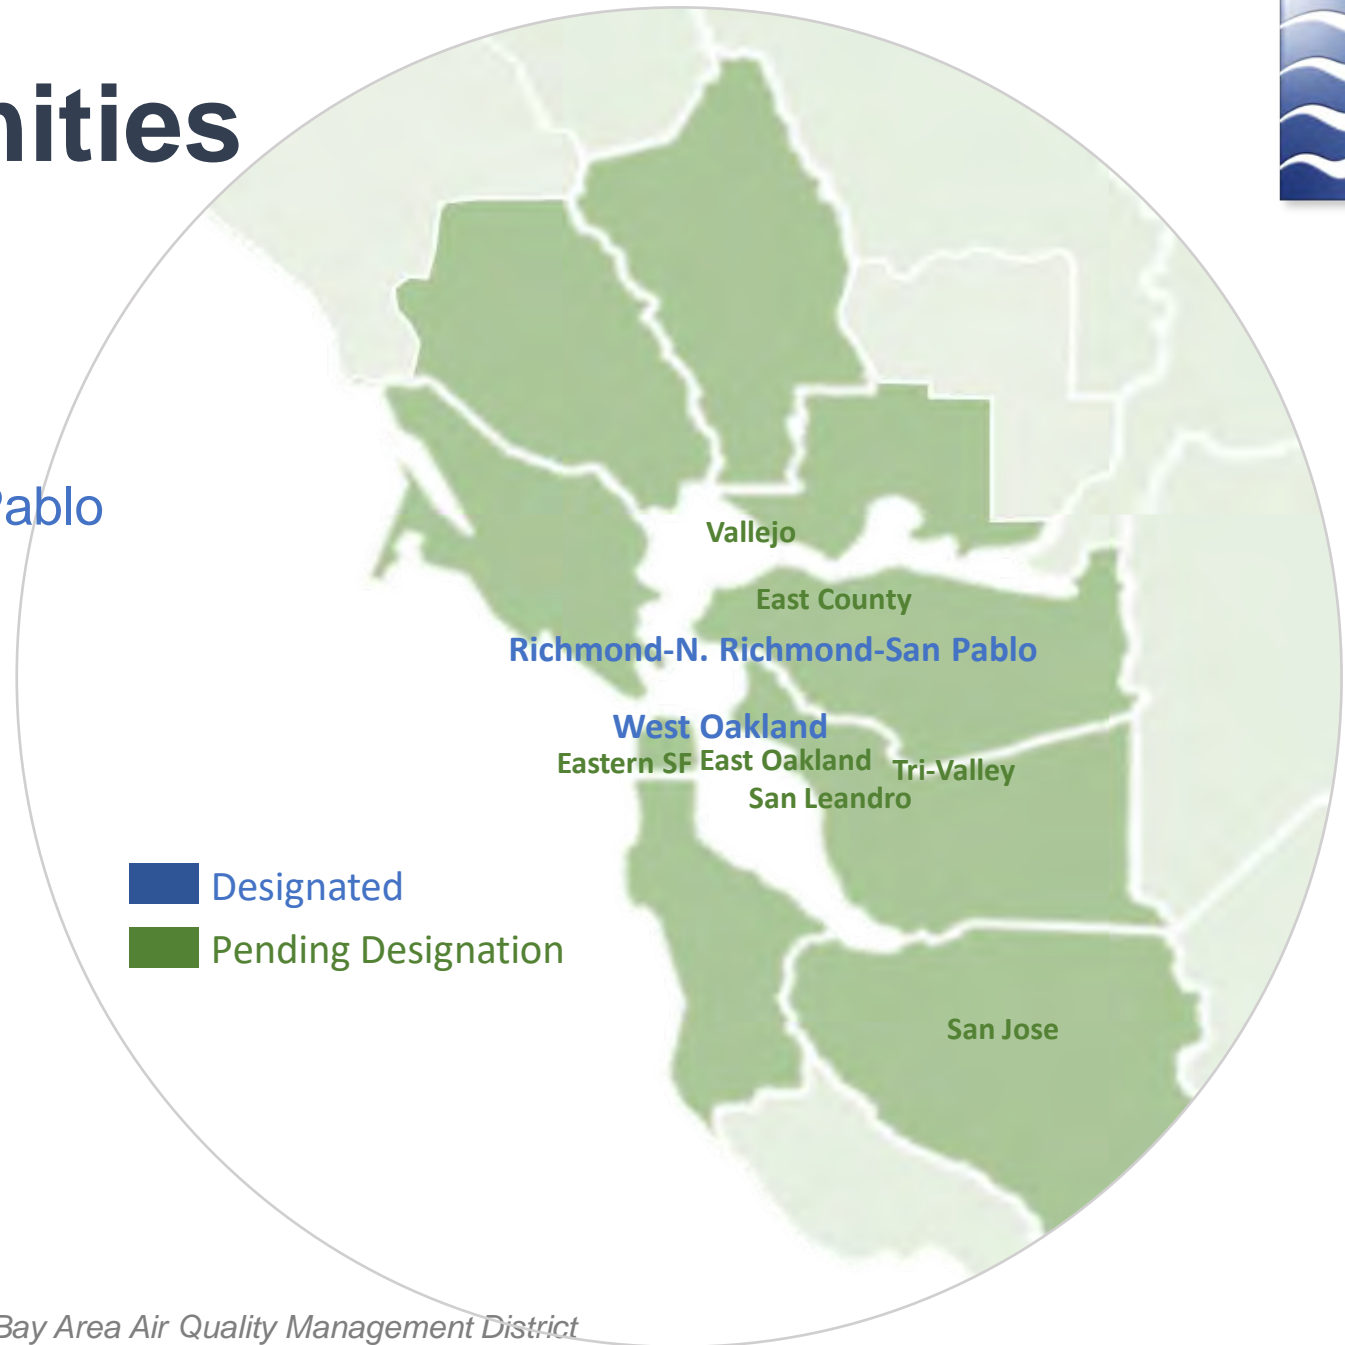 nities
Pablo
Vallejo
East County
Richmond-N. Richmond-San Pablo
West Oakland
Eastern SF East Oakland Tri-Valley
San Leandro
Designated
Pending Designation
San Jose
Bay Area Air Quality Management District